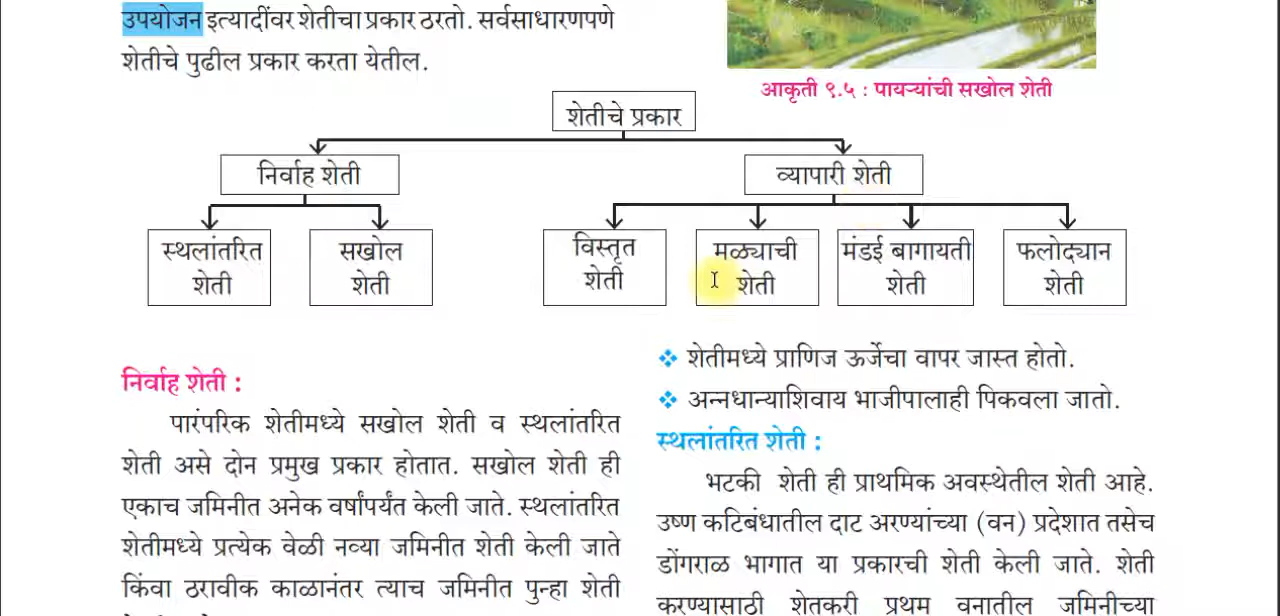 उपयोजन इत्यादींवर शेतीचा प्रकार ठरतो. सर्वसाधारणपणे
शेतीचे पुढील प्रकार करता येतील.
आकृती ९.५ : पायऱ्यांची सखोल शेती
शेतीचे प्रकार
निर्वाह शेती
व्यापारी शेती
स्थलांतरित
शेती
सखोल
शेती
विस्तृत
शेती
मळ्याची
शेती
मंडई बागायती
शेती
फलोद्यान
शेती
निर्वाह शेती :
पारंपरिक शेतीमध्ये सखोल शेती व स्थलांतरित
शेती असे दोन प्रमुख प्रकार होतात. सखोल शेती ही
एकाच जमिनीत अनेक वर्षांपर्यंत केली जाते. स्थलांतरित
शेतीमध्ये प्रत्येक वेळी नव्या जमिनीत शेती केली जाते
किंवा ठरावीक काळानंतर त्याच जमिनीत पुन्हा शेती
❖ शेतीमध्ये प्राणिज ऊर्जेचा वापर जास्त होतो.
❖ अन्नधान्याशिवाय भाजीपालाही पिकवला जातो.
स्थलांतरित शेती :
भटकी शेती ही प्राथमिक अवस्थेतील शेती आहे.
उष्ण कटिबंधातील दाट अरण्यांच्या (वन) प्रदेशात तसेच
डोंगराळ भागात या प्रकारची शेती केली जाते. शेती
करण्यासाठी शेतकरी प्रथम वनातील जमिनीच्या